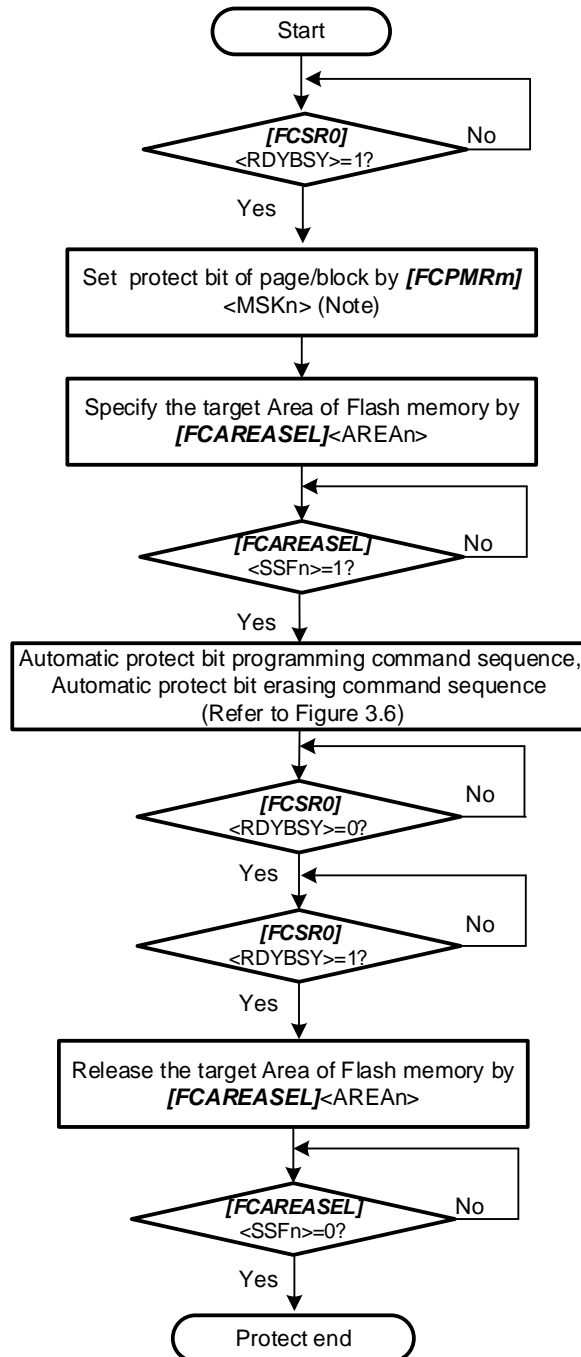 Start
[FCSR0]
<RDYBSY>=1?
No
Yes
Set protect bit of page/block by [FCPMRm]
<MSKn> (Note)
Specify the target Area of Flash memory by
[FCAREASEL]<AREAn>
[FCAREASEL]
<SSFn>=1?
No
Yes
Automatic protect bit programming command sequence,
Automatic protect bit erasing command sequence
(Refer to Figure 3.6)
[FCSR0]
<RDYBSY>=0?
No
Yes
[FCSR0]
<RDYBSY>=1?
No
Yes
Release the target Area of Flash memory by
[FCAREASEL]<AREAn>
[FCAREASEL]
<SSFn>=0?
No
Yes
Protect end